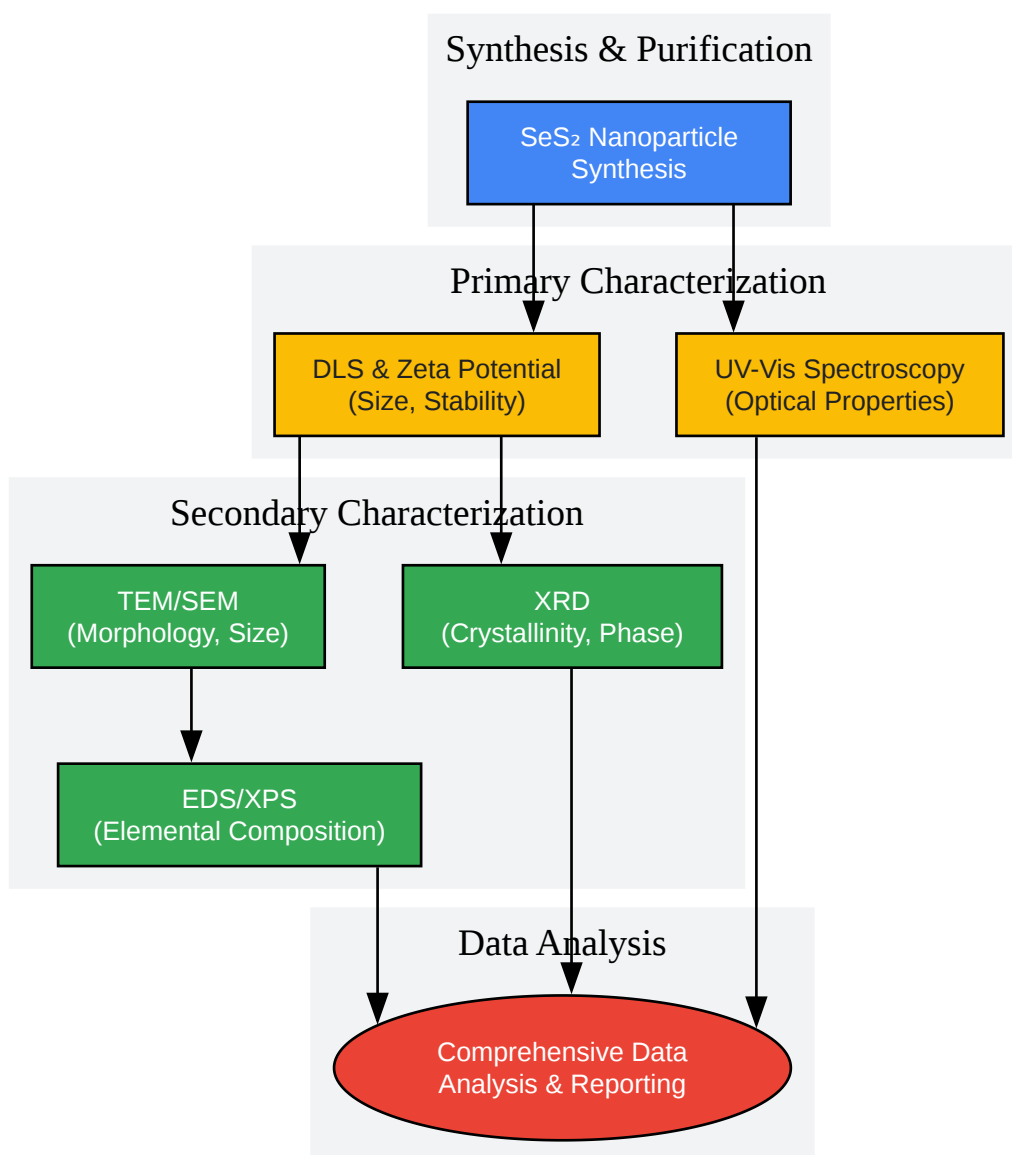 Synthesis & Purification
SeS₂ Nanoparticle
Synthesis
Primary Characterization
DLS & Zeta Potential
(Size, Stability)
UV-Vis Spectroscopy
(Optical Properties)
Secondary Characterization
TEM/SEM
(Morphology, Size)
XRD
(Crystallinity, Phase)
EDS/XPS
(Elemental Composition)
Data Analysis
Comprehensive Data
Analysis & Reporting